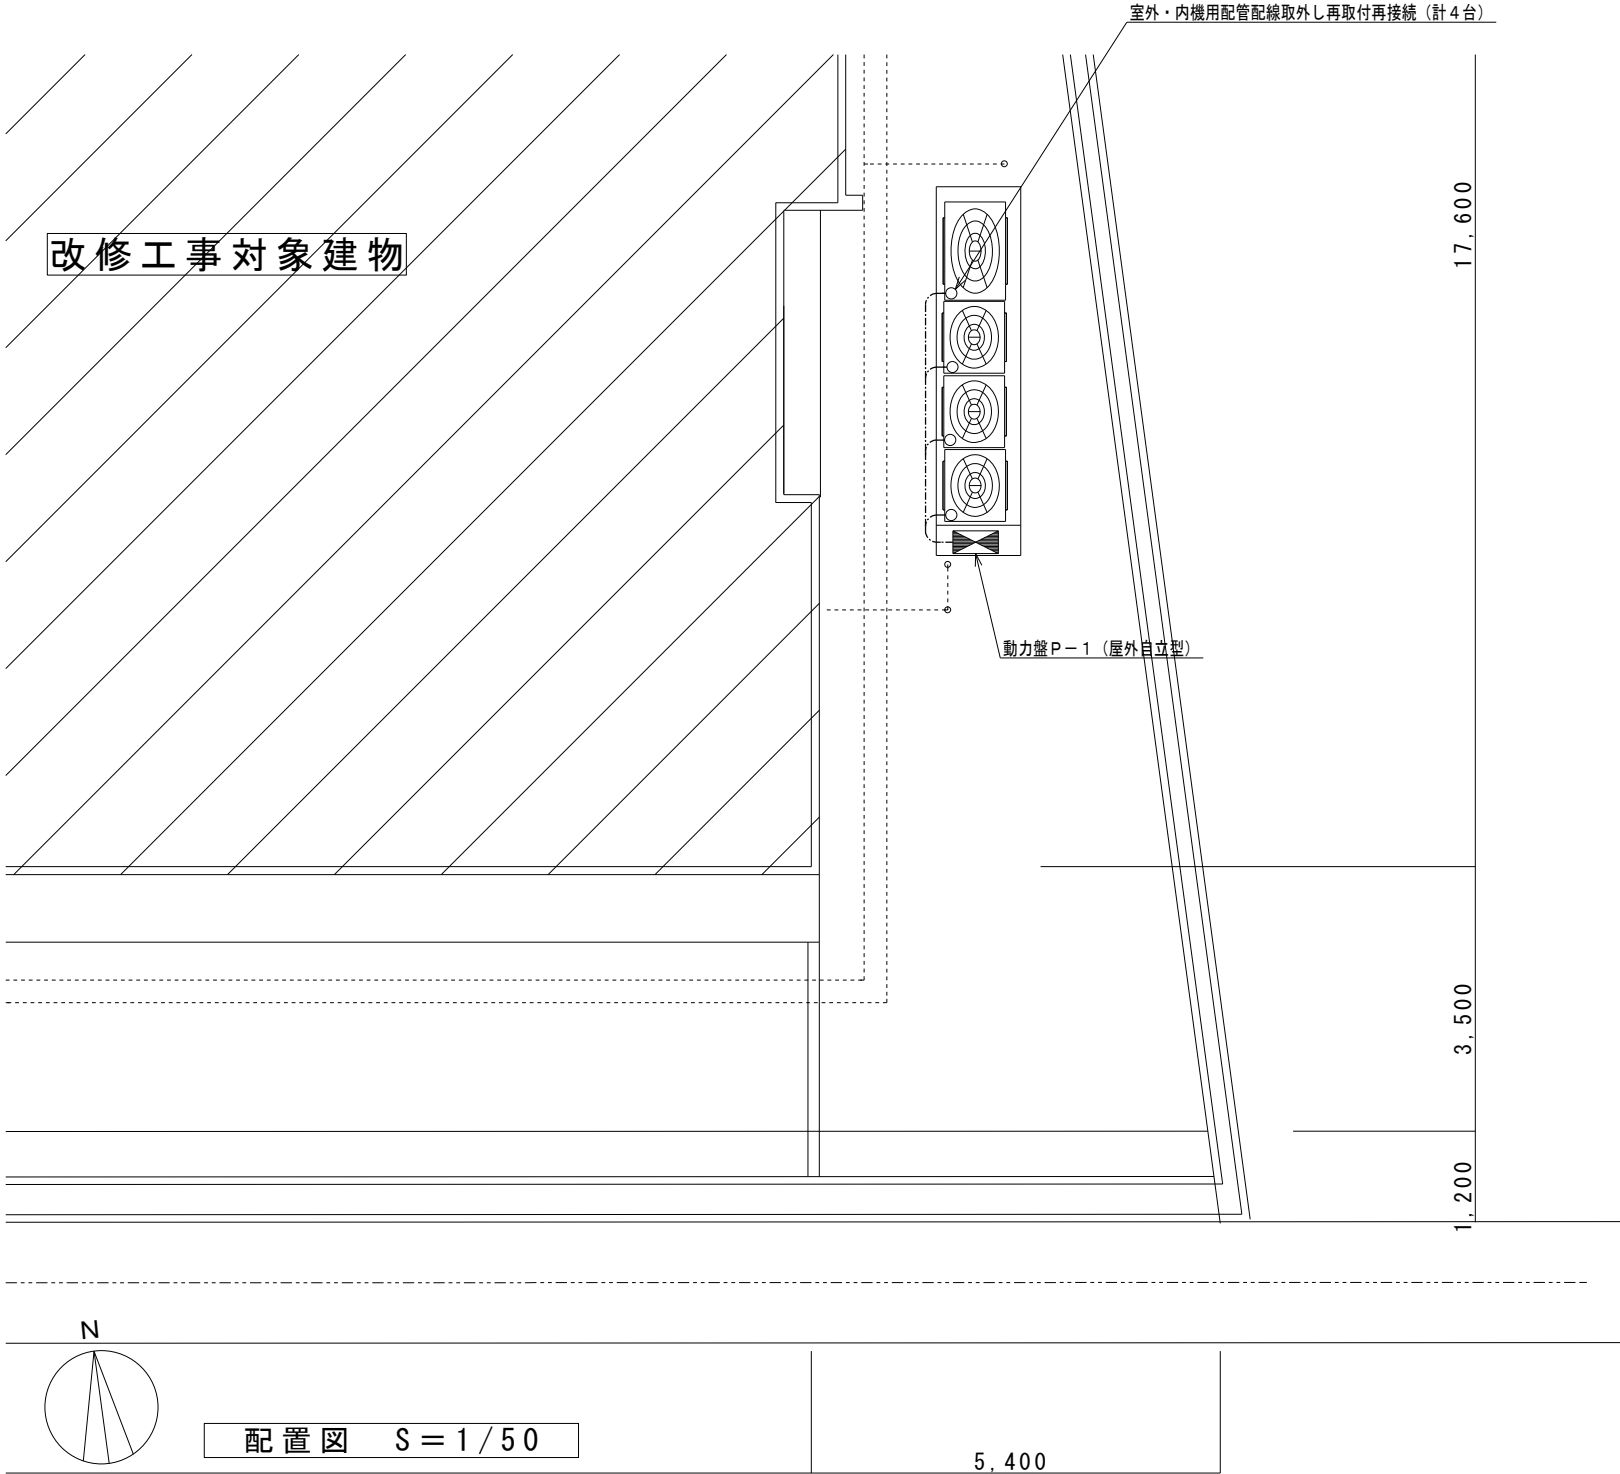 室外・内機用配管配線取外し再取付再接続（計４台）
改修工事対象建物
17,600
動力盤Ｐ－１（屋外自立型）
3,500
1,200
N
配置図　Ｓ＝１／５０
5,400